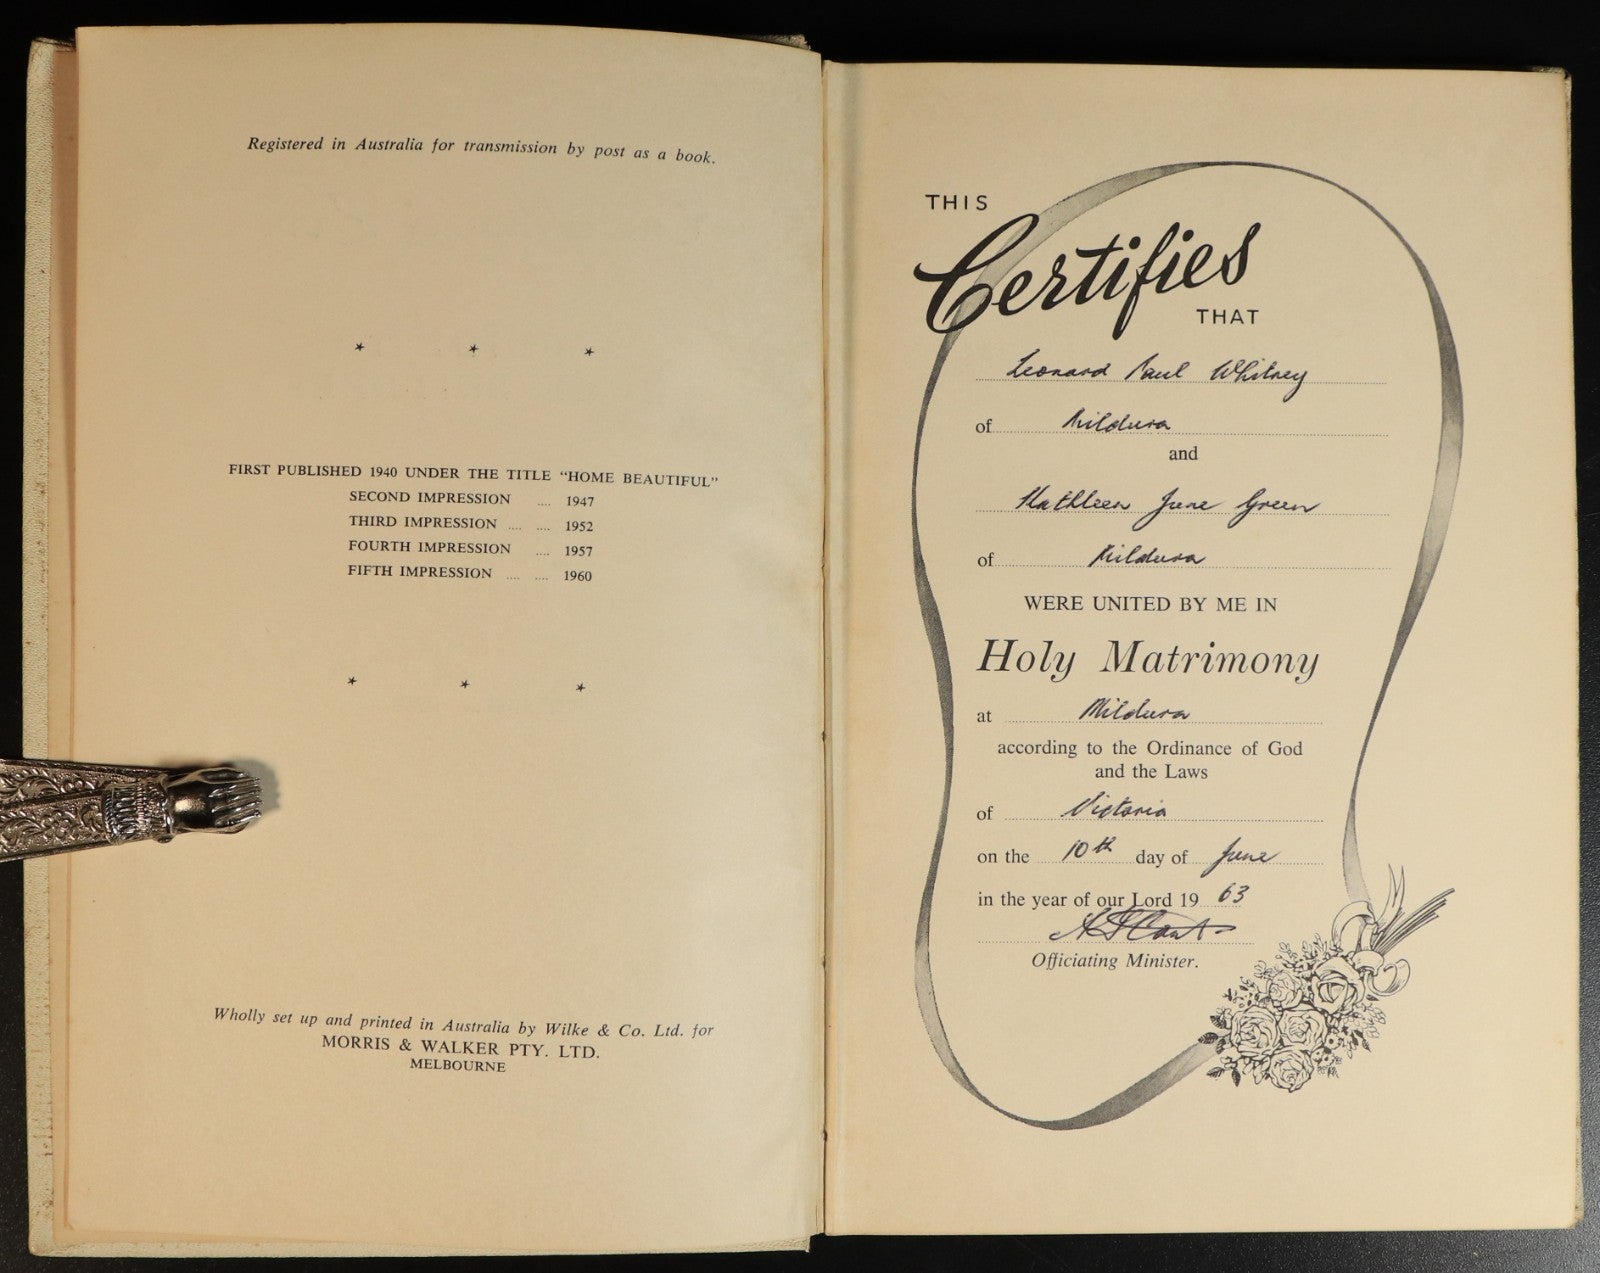 Registered in Australia for transmission by post as a book.
* * *
FIRST PUBLISHED 1940 UNDER THE TITLE “HOME BEAUTIFUL”
SECOND IMPRESSION .... 1947
THIRD IMPRESSION .... .... 1952
FOURTH IMPRESSION .... 1957
FIFTH IMPRESSION .... .... 1960
* * *
Wholly set up and printed in Australia by Wilke & Co. Ltd. for
MORRIS & WALKER PTY. LTD.
MELBOURNE
THIS
Certifies
THAT
Leonard Paul Whitney
of Mildura
and
Kathleen June Green
of Mildura
WERE UNITED BY ME IN
Holy Matrimony
at Mildura
according to the Ordinance of God
and the Laws
of Victoria
on the 10th day of June
in the year of our Lord 1963
Officiating Minister.